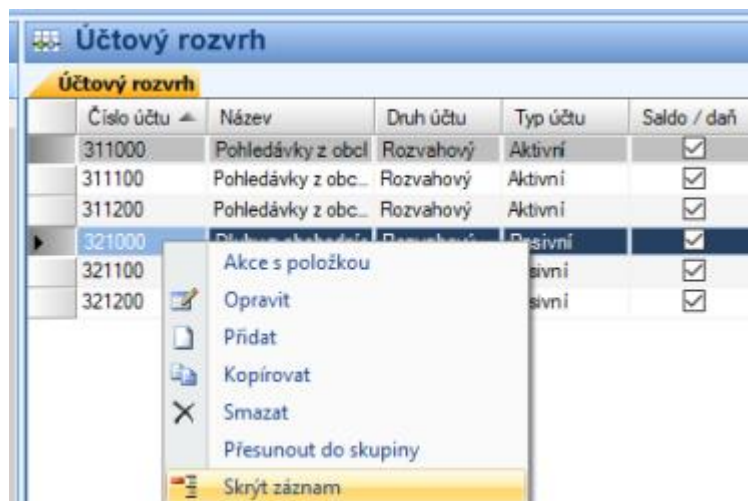 Účtový rozvrh
Účtový rozvrh
Číslo účtu Název Druh účtu Typ účtu Saldo / daň
311000 Pohledávky z obcl Rozvahový Aktivní
311100 Pohledávky z obc... Rozvahový Aktivní
311200 Pohledávky z obc... Rozvahový Aktivní
321000
321100
321200
Akce s položkou
Opravit
Přidat
Kopírovat
Smazat
Přesunout do skupiny
Skrýt záznam